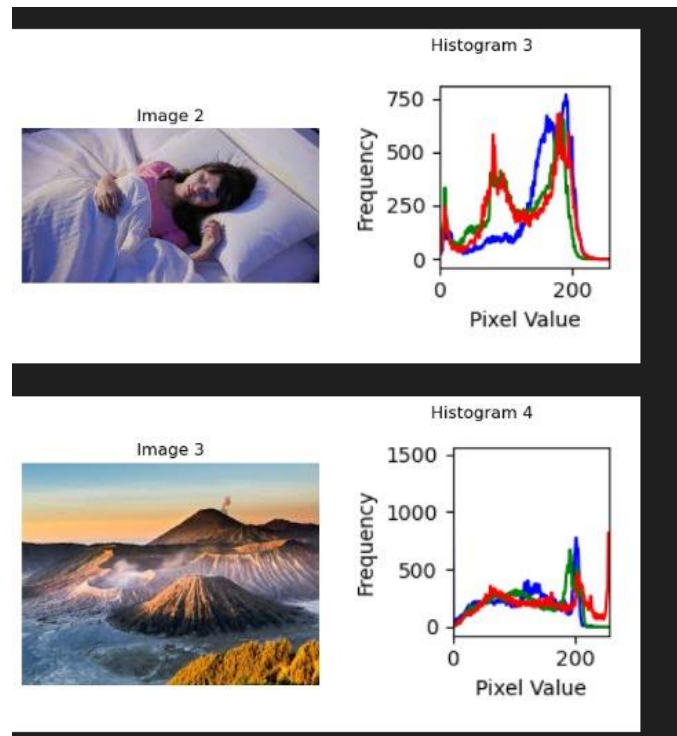 Histogram 3
Image 2
750
500
250
0
Frequency
0 200
Pixel Value
Histogram 4
Image 3
1500
1000
500
0
Frequency
0 200
Pixel Value